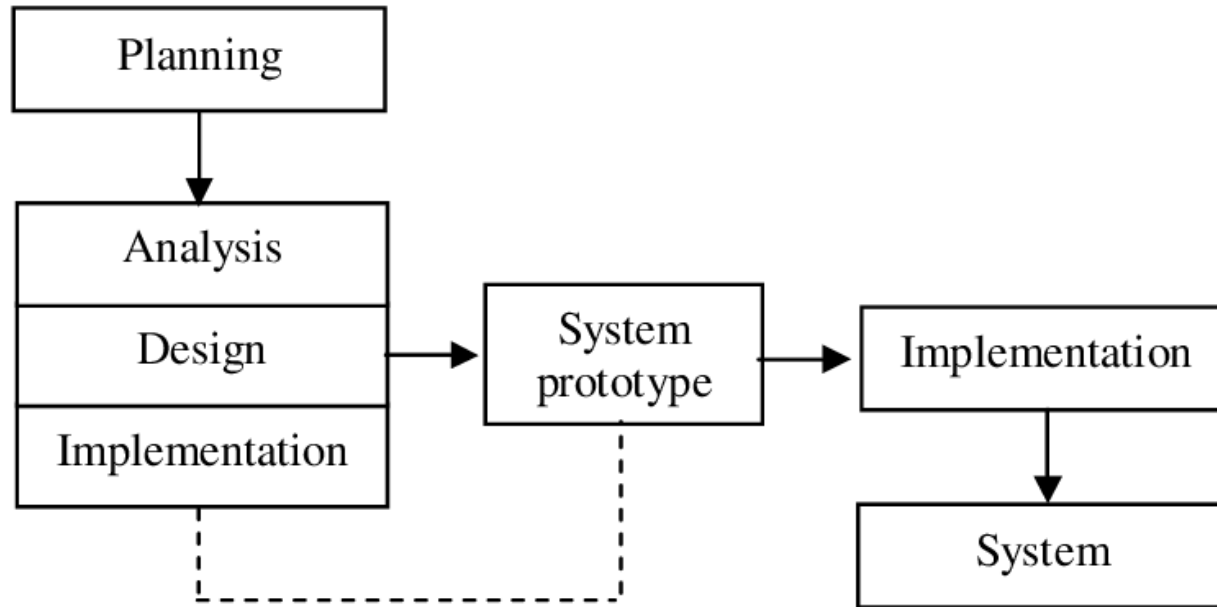 Planning
Analysis
Design
Implementation
System
prototype
Implementation
System